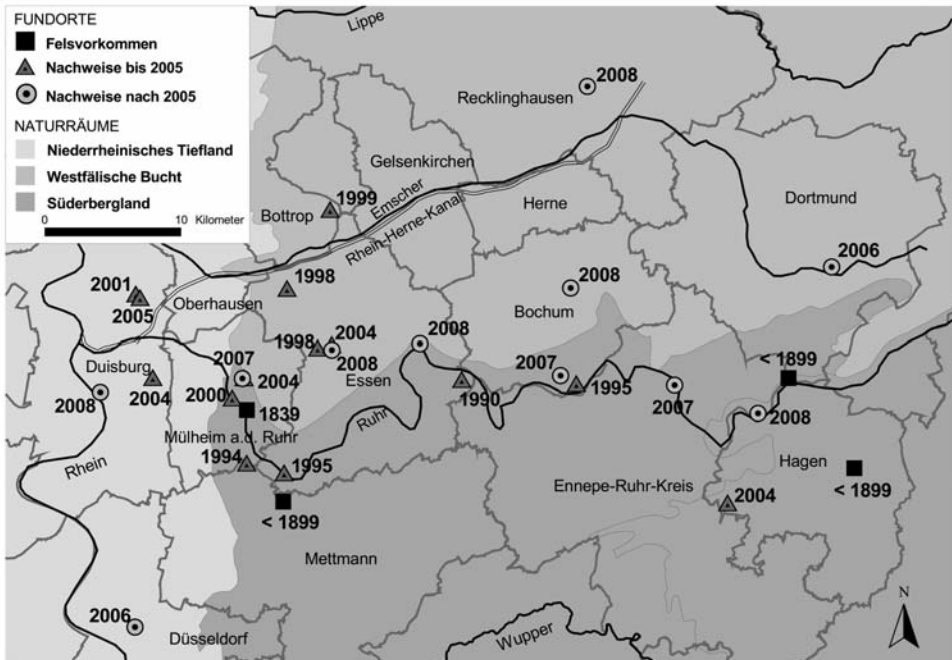 FUNDORTE
Felsvorkommen
Nachweise bis 2005
Nachweise nach 2005
NATURRÄUME
Niederrheinisches Tiefland
Westfälische Bucht
Süderbergland
0 10 Kilometer
Lippe
2008
Recklinghausen
Gelsenkirchen
1999
Emscher
Bottrop
Herne
Dortmund
Rhein-Herne-Kanal
2006
1998
2008
2001
Oberhausen
2005
Bochum
2004
2008
1998
2008
2007
Duisburg
2007
< 1899
2004
Essen
2004
2008
2000
1990
1995
2007
1839
2008
Ruhr
Mülheim a.d. Ruhr
Rhein
1994
1995
Hagen
Ennepe-Ruhr-Kreis
< 1899
2004
< 1899
Mettmann
2006
N
Düsseldorf
Wupper